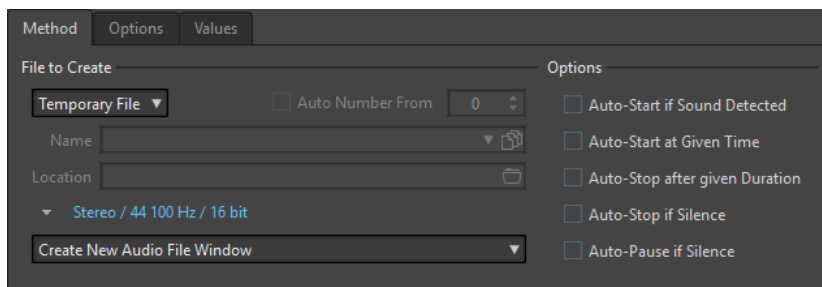 Method Options Values
File to Create
Temporary File
Auto Number From 0
Name
Location
Stereo / 44 100 Hz / 16 bit
Create New Audio File Window
Options
Auto-Start if Sound Detected
Auto-Start at Given Time
Auto-Stop after given Duration
Auto-Stop if Silence
Auto-Pause if Silence